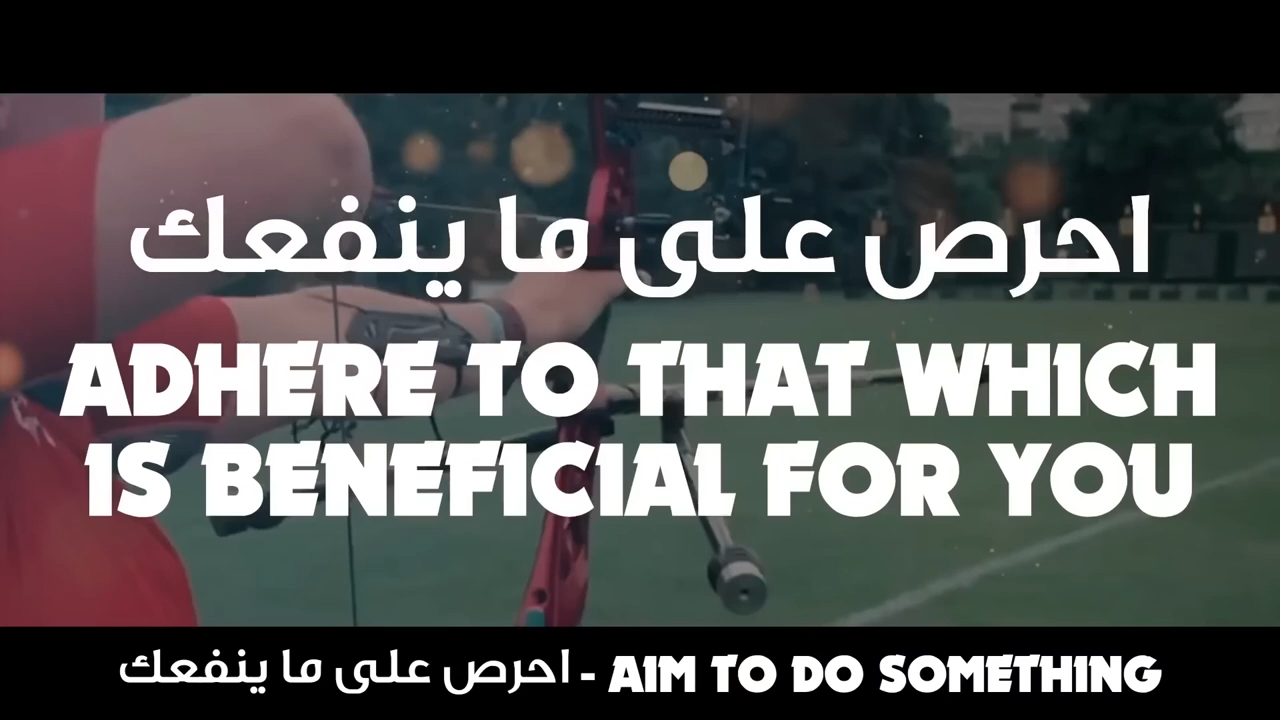 احرص على ما ينفعك
ADHERE TO THAT WHICH
IS BENEFICIAL FOR YOU
احرص على ما ينفعك - AIM TO DO SOMETHING